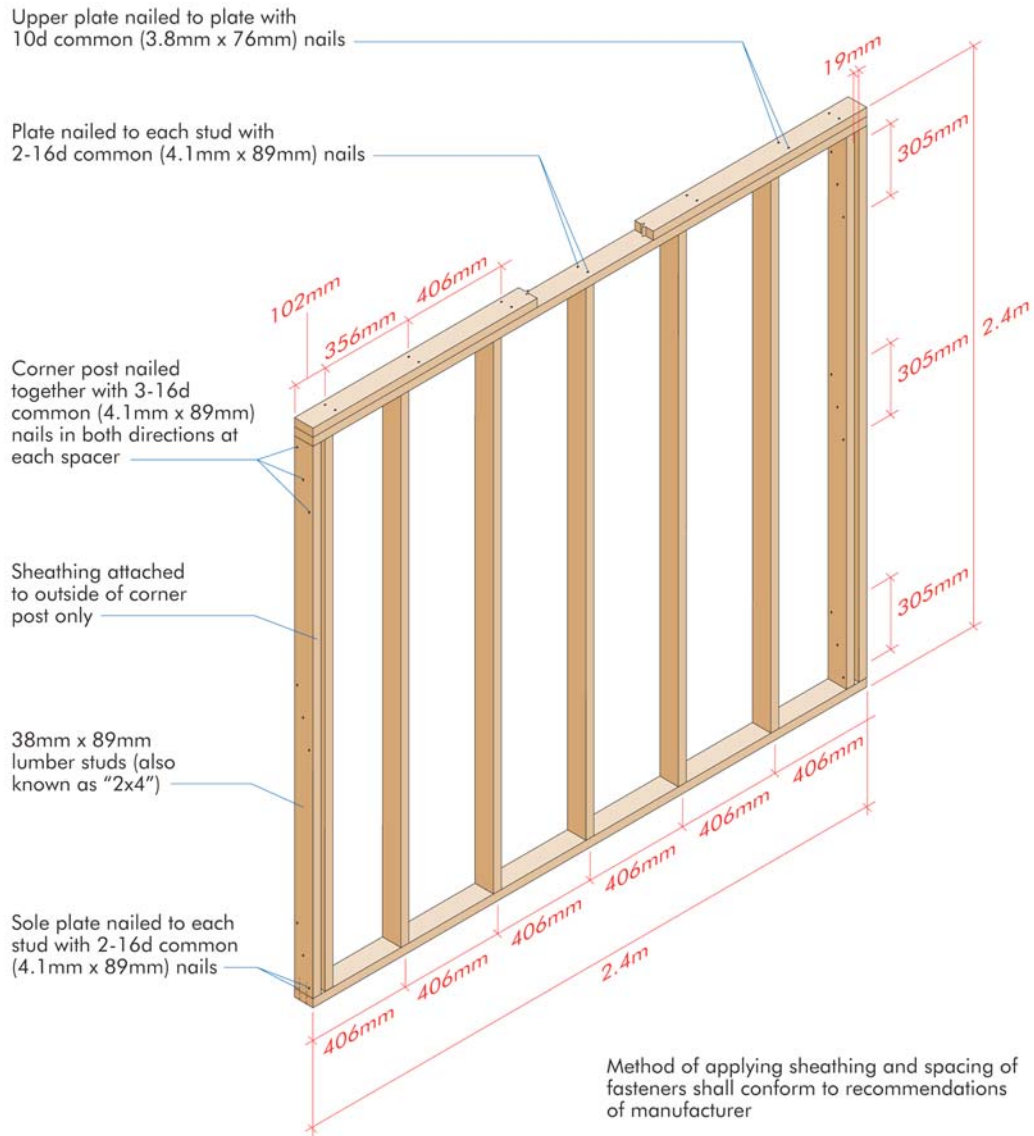 Upper plate nailed to plate with
10d common (3.8mm x 76mm) nails
19mm
305mm
Plate nailed to each stud with
2-16d common (4.1mm x 89mm) nails
406mm
102mm
356mm
2.4m
305mm
Corner post nailed
together with 3-16d
common (4.1mm x 89mm)
nails in both directions at
each spacer
Sheathing attached
to outside of corner
post only
305mm
38mm x 89mm
lumber studs (also
known as “2x4”)
406mm
406mm
406mm
406mm
406mm
406mm
2.4m
Sole plate nailed to each
stud with 2-16d common
(4.1mm x 89mm) nails
Method of applying sheathing and spacing of
fasteners shall conform to recommendations
of manufacturer